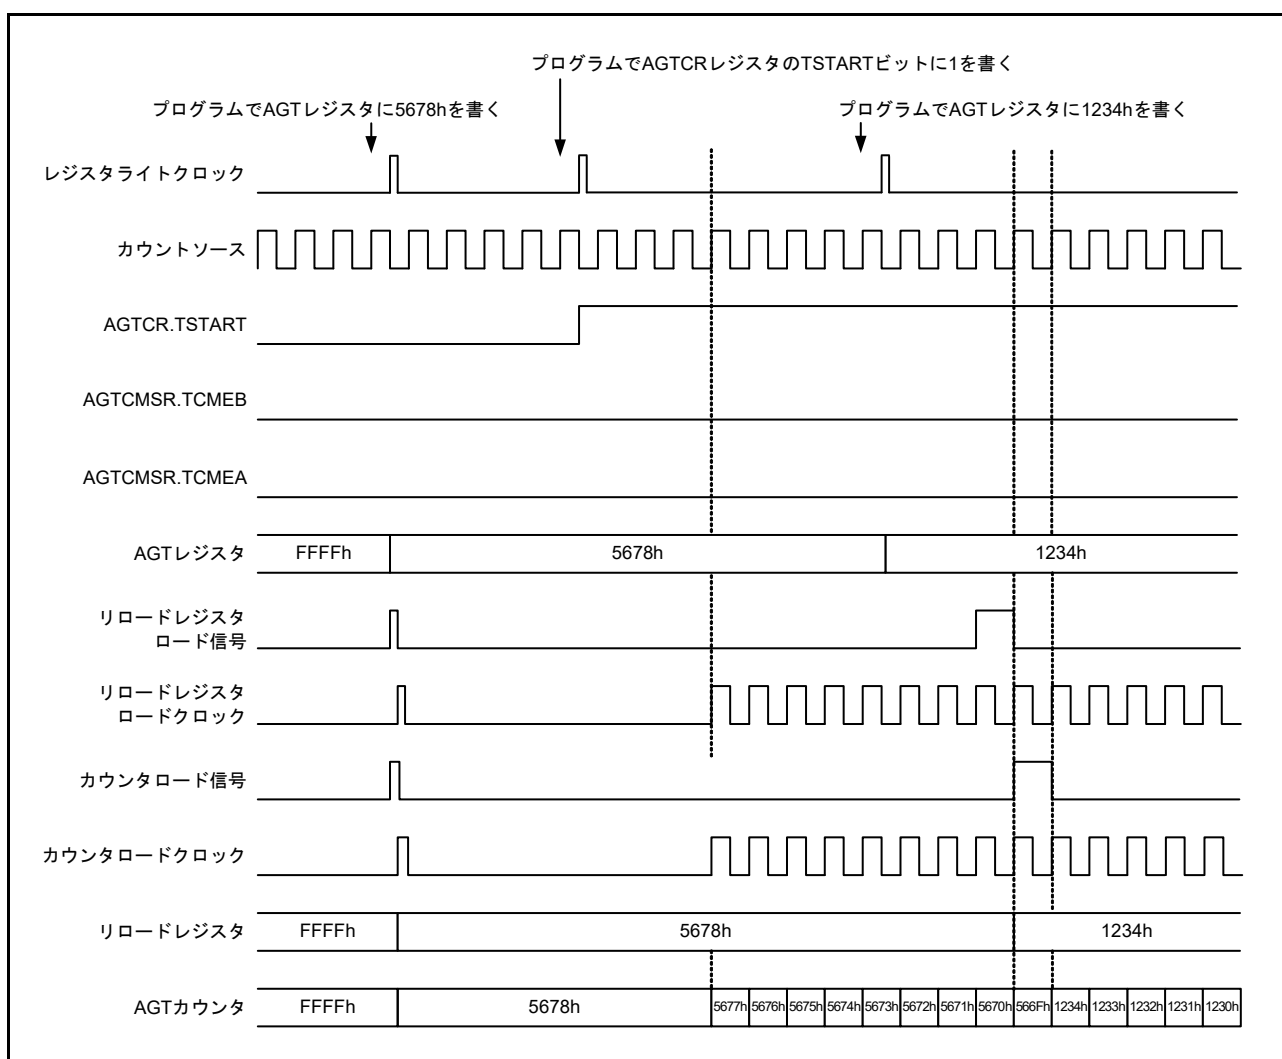 プログラムでAGTCRレジスタのTSTARTビットに1を書く
プログラムでAGTレジスタに5678hを書く
プログラムでAGTレジスタに1234hを書く
レジスタライトクロック
カウントソース
AGTCR.TSTART
AGTCMSR.TCMEB
AGTCMSR.TCMEA
AGTレジスタ FFFFh 5678h 1234h
リロードレジスタ
ロード信号
リロードレジスタ
ロードクロック
カウンタロード信号
カウンタロードクロック
リロードレジスタ FFFFh 5678h 1234h
AGTカウンタ FFFFh 5678h 5677h 5676h 5675h 5674h 5673h 5672h 5671h 5670h 566Fh 1234h 1233h 1232h 1231h 1230h